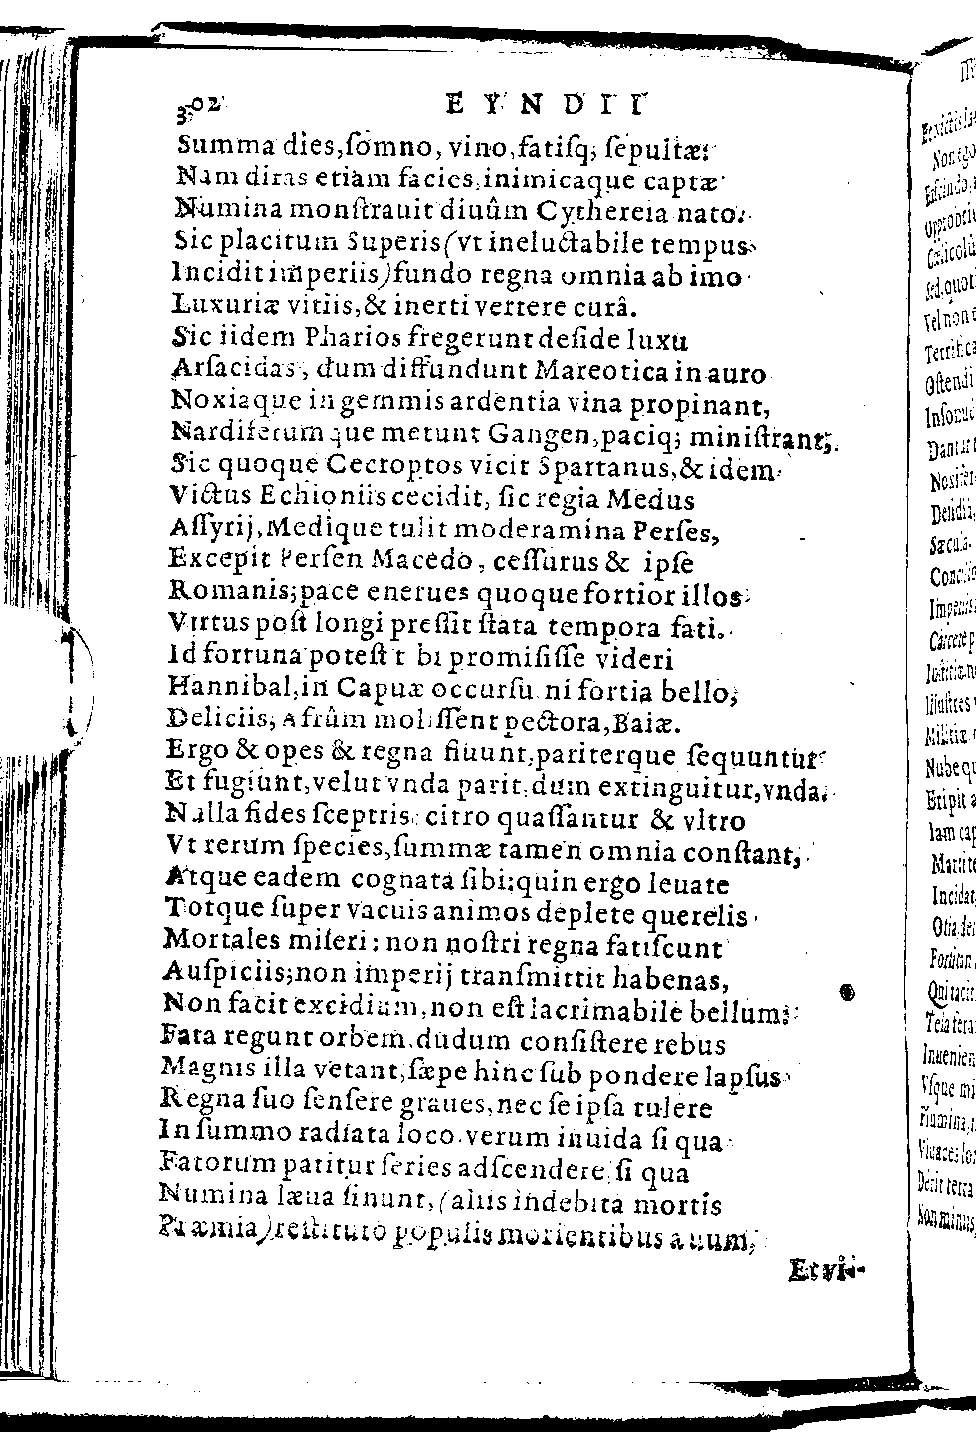 302 E Y N D I I
Summa dies,ſomno, vino,fatiſq; ſepultæ:
Nam diras etiam facies,inimicaque captæ
Numina monſtrauit diuûm Cythereia nato.
Sic placitum Superis(vt ineluctabile tempus
Incidit imperiis)fundo regna omnia ab imo
Luxuriæ vitiis,& inerti vertere curâ.
Sic iidem Pharios fregerunt deſide luxu
Arſacidas, dum diffundunt Mareotica in auro
Noxiaque in gemmis ardentia vina propinant,
Nardiferumque metunt Gangen,paciq; miniſtrant;
Sic quoque Cecropios vicit Spartanus,& idem
Victus Echioniis cecidit, ſic regia Medus
Aſſyrij,Medique tulit moderamina Perſes,
Excepit Perſen Macedo, ceſſurus & ipſe
Romanis;pace enerues quoque fortior illos
Virtus poſt longi preſſit ſtata tempora fati.
Id fortuna poteſt tibi promiſiſſe videri
Hannibal,in Capuæ occurſu ni fortia bello,
Deliciis, Afrûm moliſſent pectora,Baiæ.
Ergo & opes & regna fluunt,pariterque ſequuntur
Et fugiunt,velut vnda parit,dum extinguitur,vnda.
Nulla fides ſceptris: citro quaſſantur & vltro
Vt rerum ſpecies,ſummæ tamen omnia conſtant,
Atque eadem cognata ſibi;quin ergo leuate
Totque ſuper vacuis animos deplete querelis
Mortales miſeri: non noſtri regna fatiſcunt
Auſpiciis;non imperij tranſmittit habenas,
Non facit excidium,non eſt lacrimabile bellum:
Fata regunt orbem.dudum conſiſtere rebus
Magnis illa vetant,ſæpe hinc ſub pondere lapſus
Regna ſuo ſenſere graues,nec ſe ipſa tulere
In ſummo radiata loco.verum inuida ſi qua
Fatorum patitur ſeries adſcendere,ſi qua
Numina læua ſinunt,(aliis indebita mortis
Præmia)reſtituto populis morientibus auum,
Et vi-